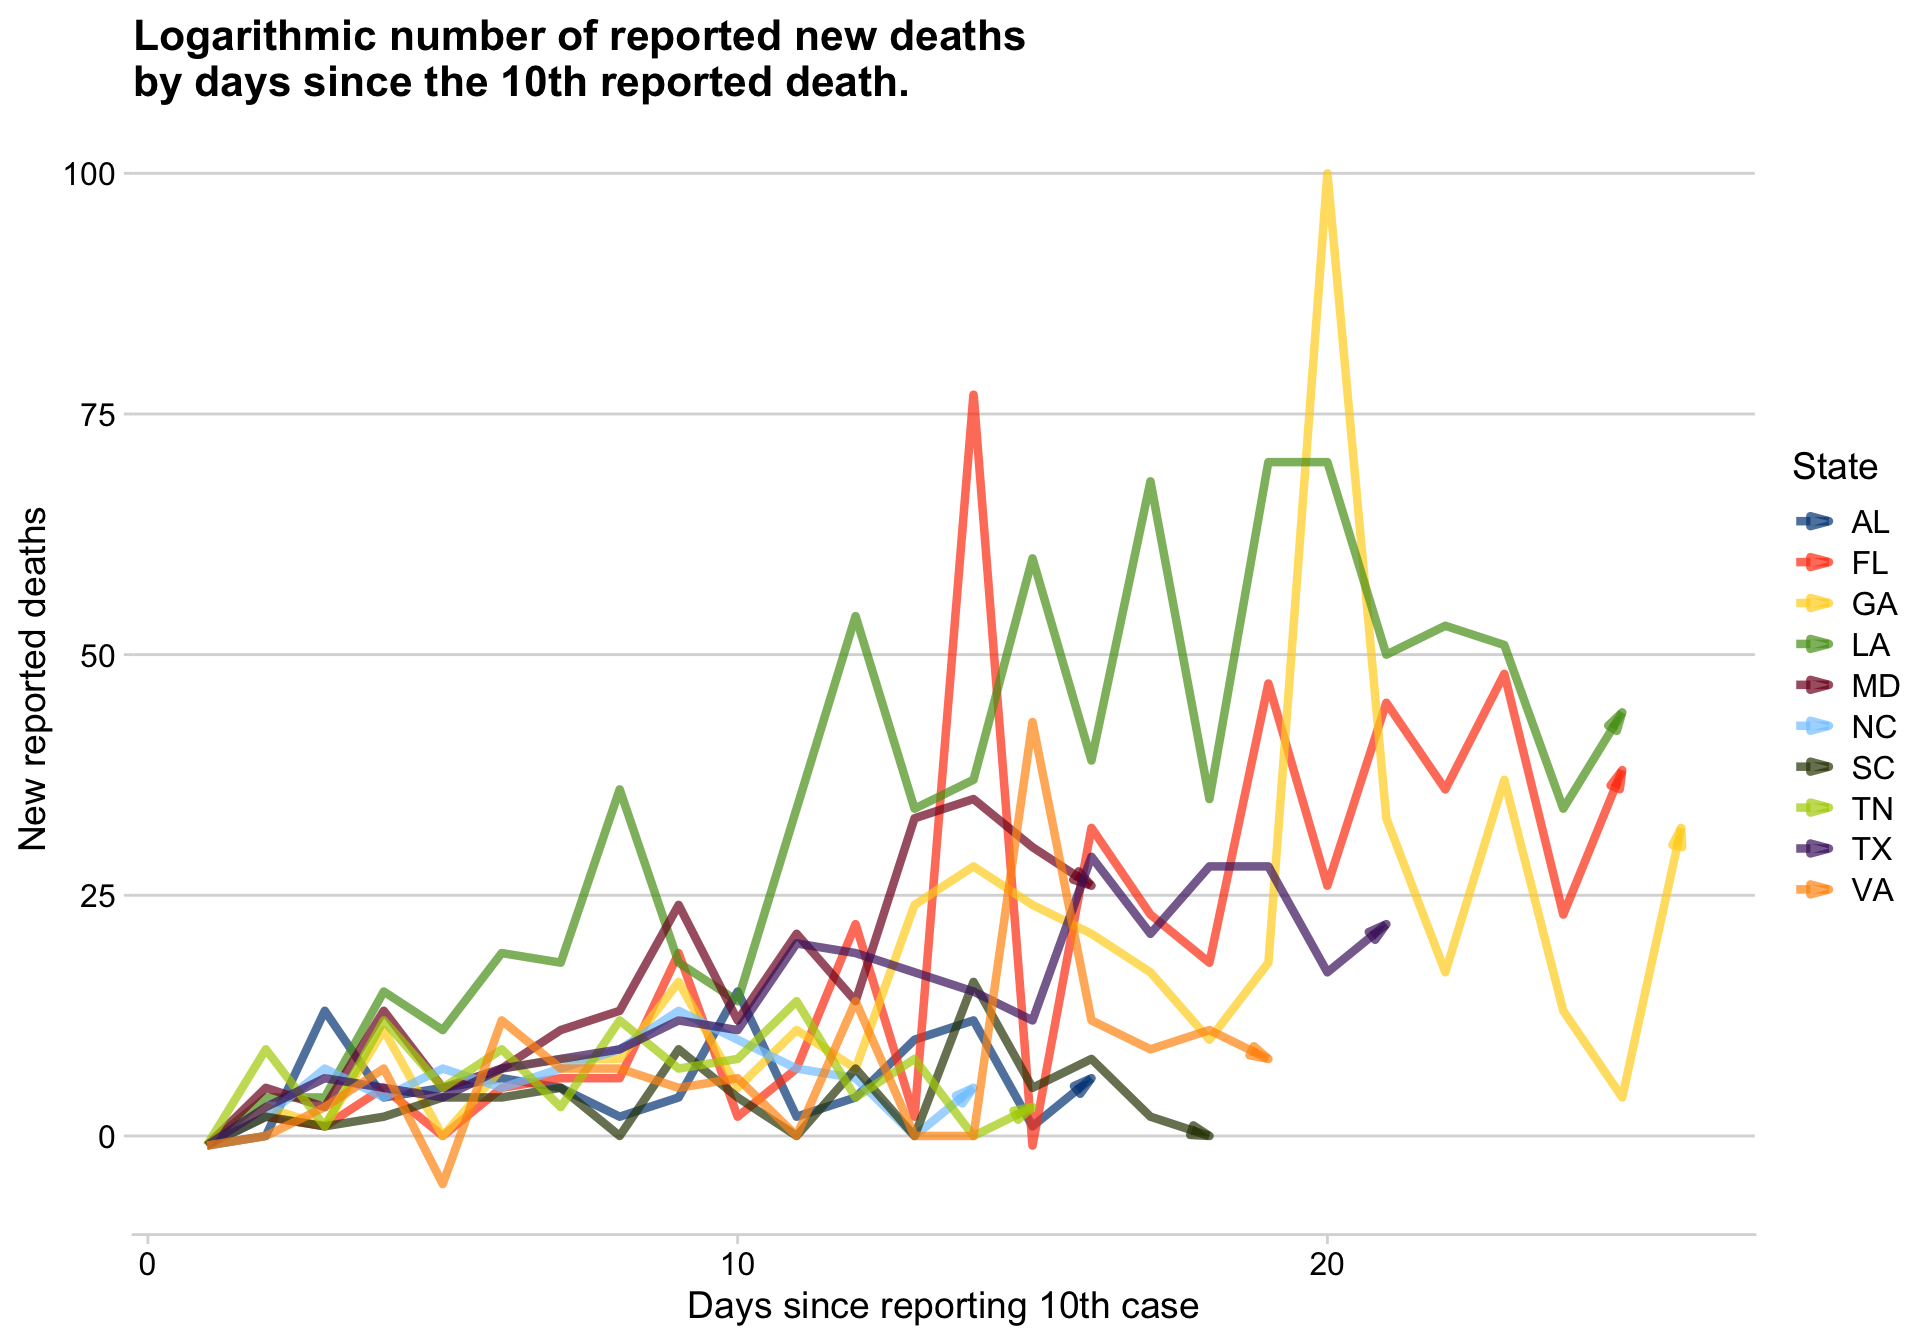 Logarithmic number of reported new deaths
by days since the 10th reported death.
100
75
50
25
0
New reported deaths
0
10
20
Days since reporting 10th case
State
AL
FL
GA
LA
MD
NC
SC
TN
TX
VA